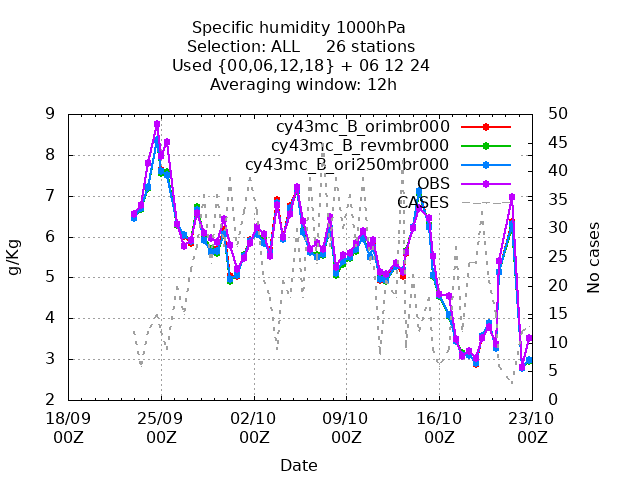 Specific humidity 1000hPa
Selection: ALL     26 stations
Used {00,06,12,18} + 06 12 24
Averaging window: 12h
9
8
7
6
5
4
3
2
g/Kg
50
45
40
35
30
25
20
15
10
5
0
No cases
cy43mc_B_orimbr000
cy43mc_B_revmbr000
cy43mc_B_ori250mbr000
OBS
CASES
18/09 25/09 02/10 09/10 16/10 23/10
00Z 00Z 00Z 00Z 00Z 00Z
Date